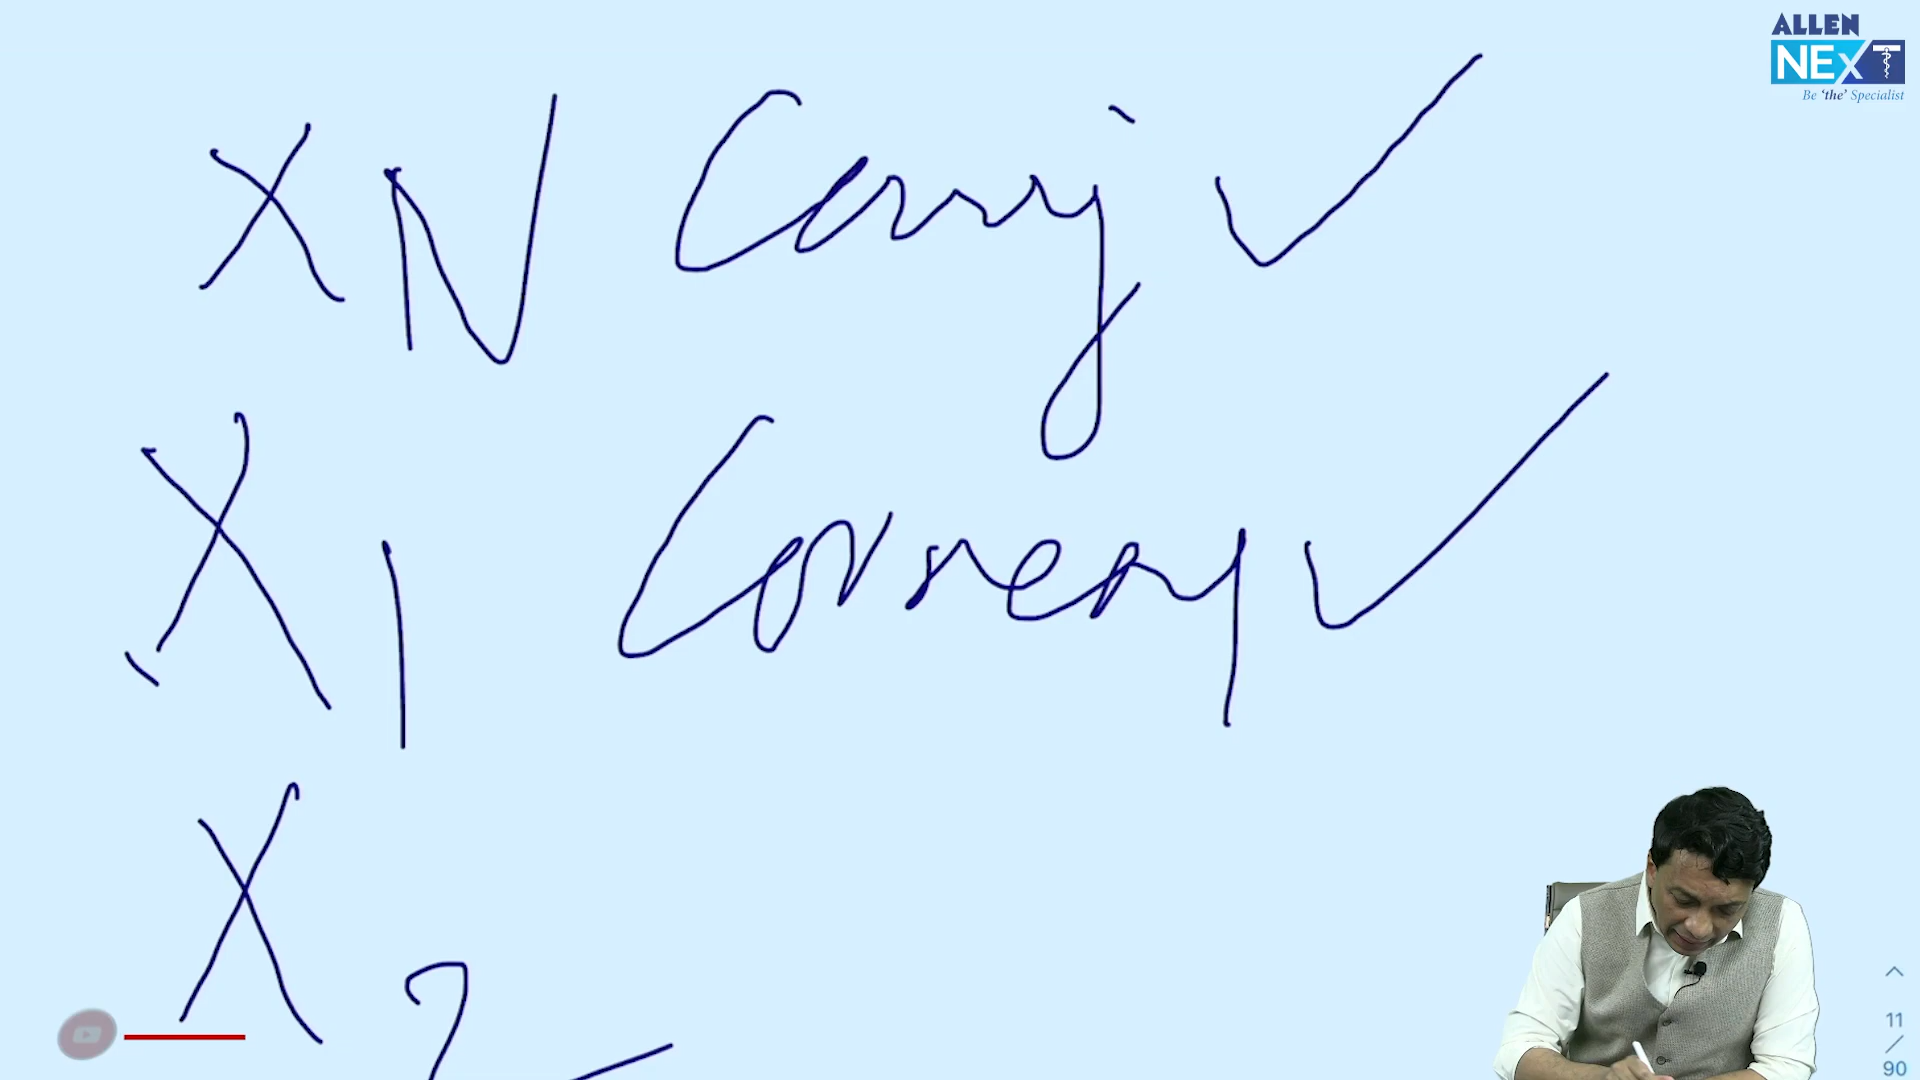 ALLEN
NEXT
Be 'the' Specialist
XN Conj ✓
X1 Cornea ✓
X2
11
/
90